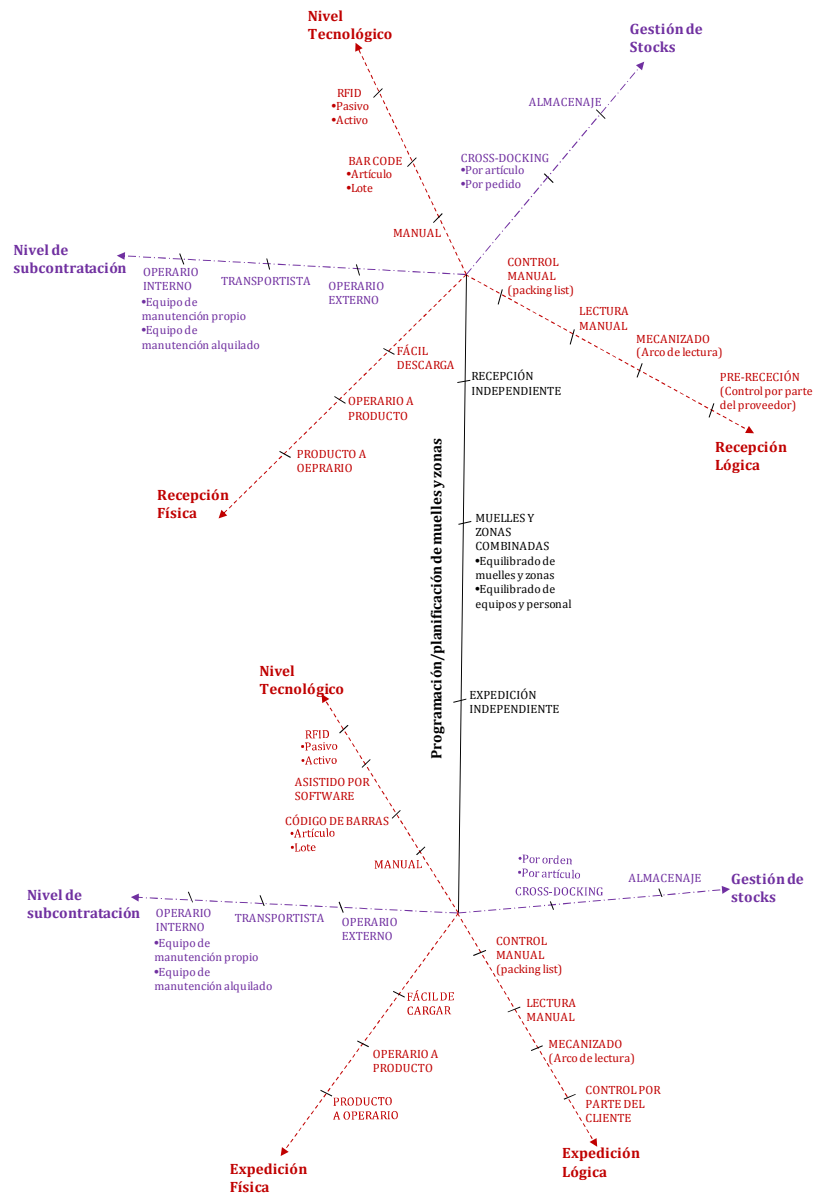 Nivel
Tecnológico
Gestión de
Stocks
RFID
•Pasivo
•Activo
ALMACENAJE
BAR CODE
•Artículo
•Lote
CROSS-DOCKING
•Por artículo
•Por pedido
MANUAL
Nivel de
subcontratación
OPERARIO
INTERNO
•Equipo de
manutención propio
•Equipo de
manutención alquilado
TRANSPORTISTA
OPERARIO
EXTERNO
CONTROL
MANUAL
(packing list)
LECTURA
MANUAL
MECANIZADO
(Arco de lectura)
PRE-RECECIÓN
(Control por parte
del proveedor)
Recepción
Lógica
FÁCIL
DESCARGA
OPERARIO A
PRODUCTO
PRODUCTO A
OEPRARIO
Recepción
Física
RECEPCIÓN
INDEPENDIENTE
Programación/planificación de muelles y zonas
MUELLES Y
ZONAS
COMBINADAS
•Equilibrado de
muelles y zonas
•Equilibrado de
equipos y personal
EXPEDICIÓN
INDEPENDIENTE
Nivel
Tecnológico
RFID
•Pasivo
•Activo
ASISTIDO POR
SOFTWARE
CÓDIGO DE BARRAS
•Artículo
•Lote
MANUAL
•Por orden
•Por artículo
CROSS-DOCKING
ALMACENAJE
Gestión de
stocks
Nivel de
subcontratación
OPERARIO
INTERNO
•Equipo de
manutención propio
•Equipo de
manutención alquilado
TRANSPORTISTA
OPERARIO
EXTERNO
CONTROL
MANUAL
(packing list)
LECTURA
MANUAL
MECANIZADO
(Arco de lectura)
CONTROL POR
PARTE DEL
CLIENTE
Expedición
Lógica
FÁCIL DE
CARGAR
OPERARIO A
PRODUCTO
PRODUCTO
A OPERARIO
Expedición
Física